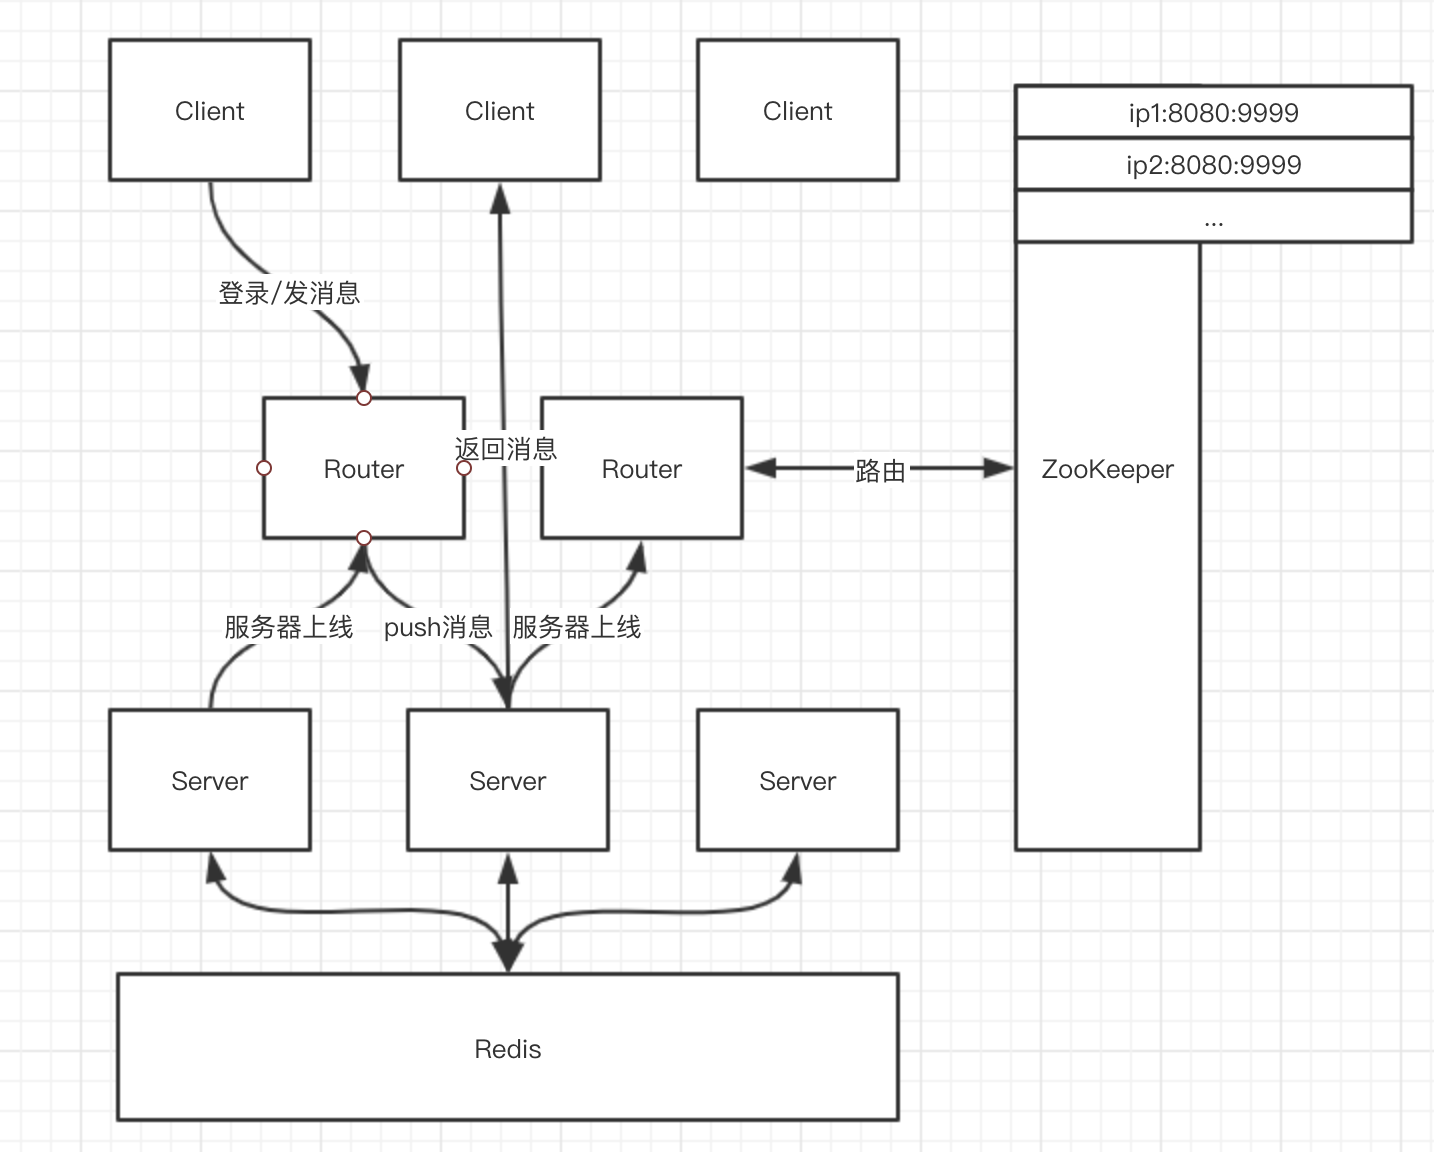 Client
Client
Client
ip1:8080:9999
ip2:8080:9999
...
登录/发消息
返回消息
Router
Router
路由
ZooKeeper
服务器上线
push消息
服务器上线
Server
Server
Server
Redis